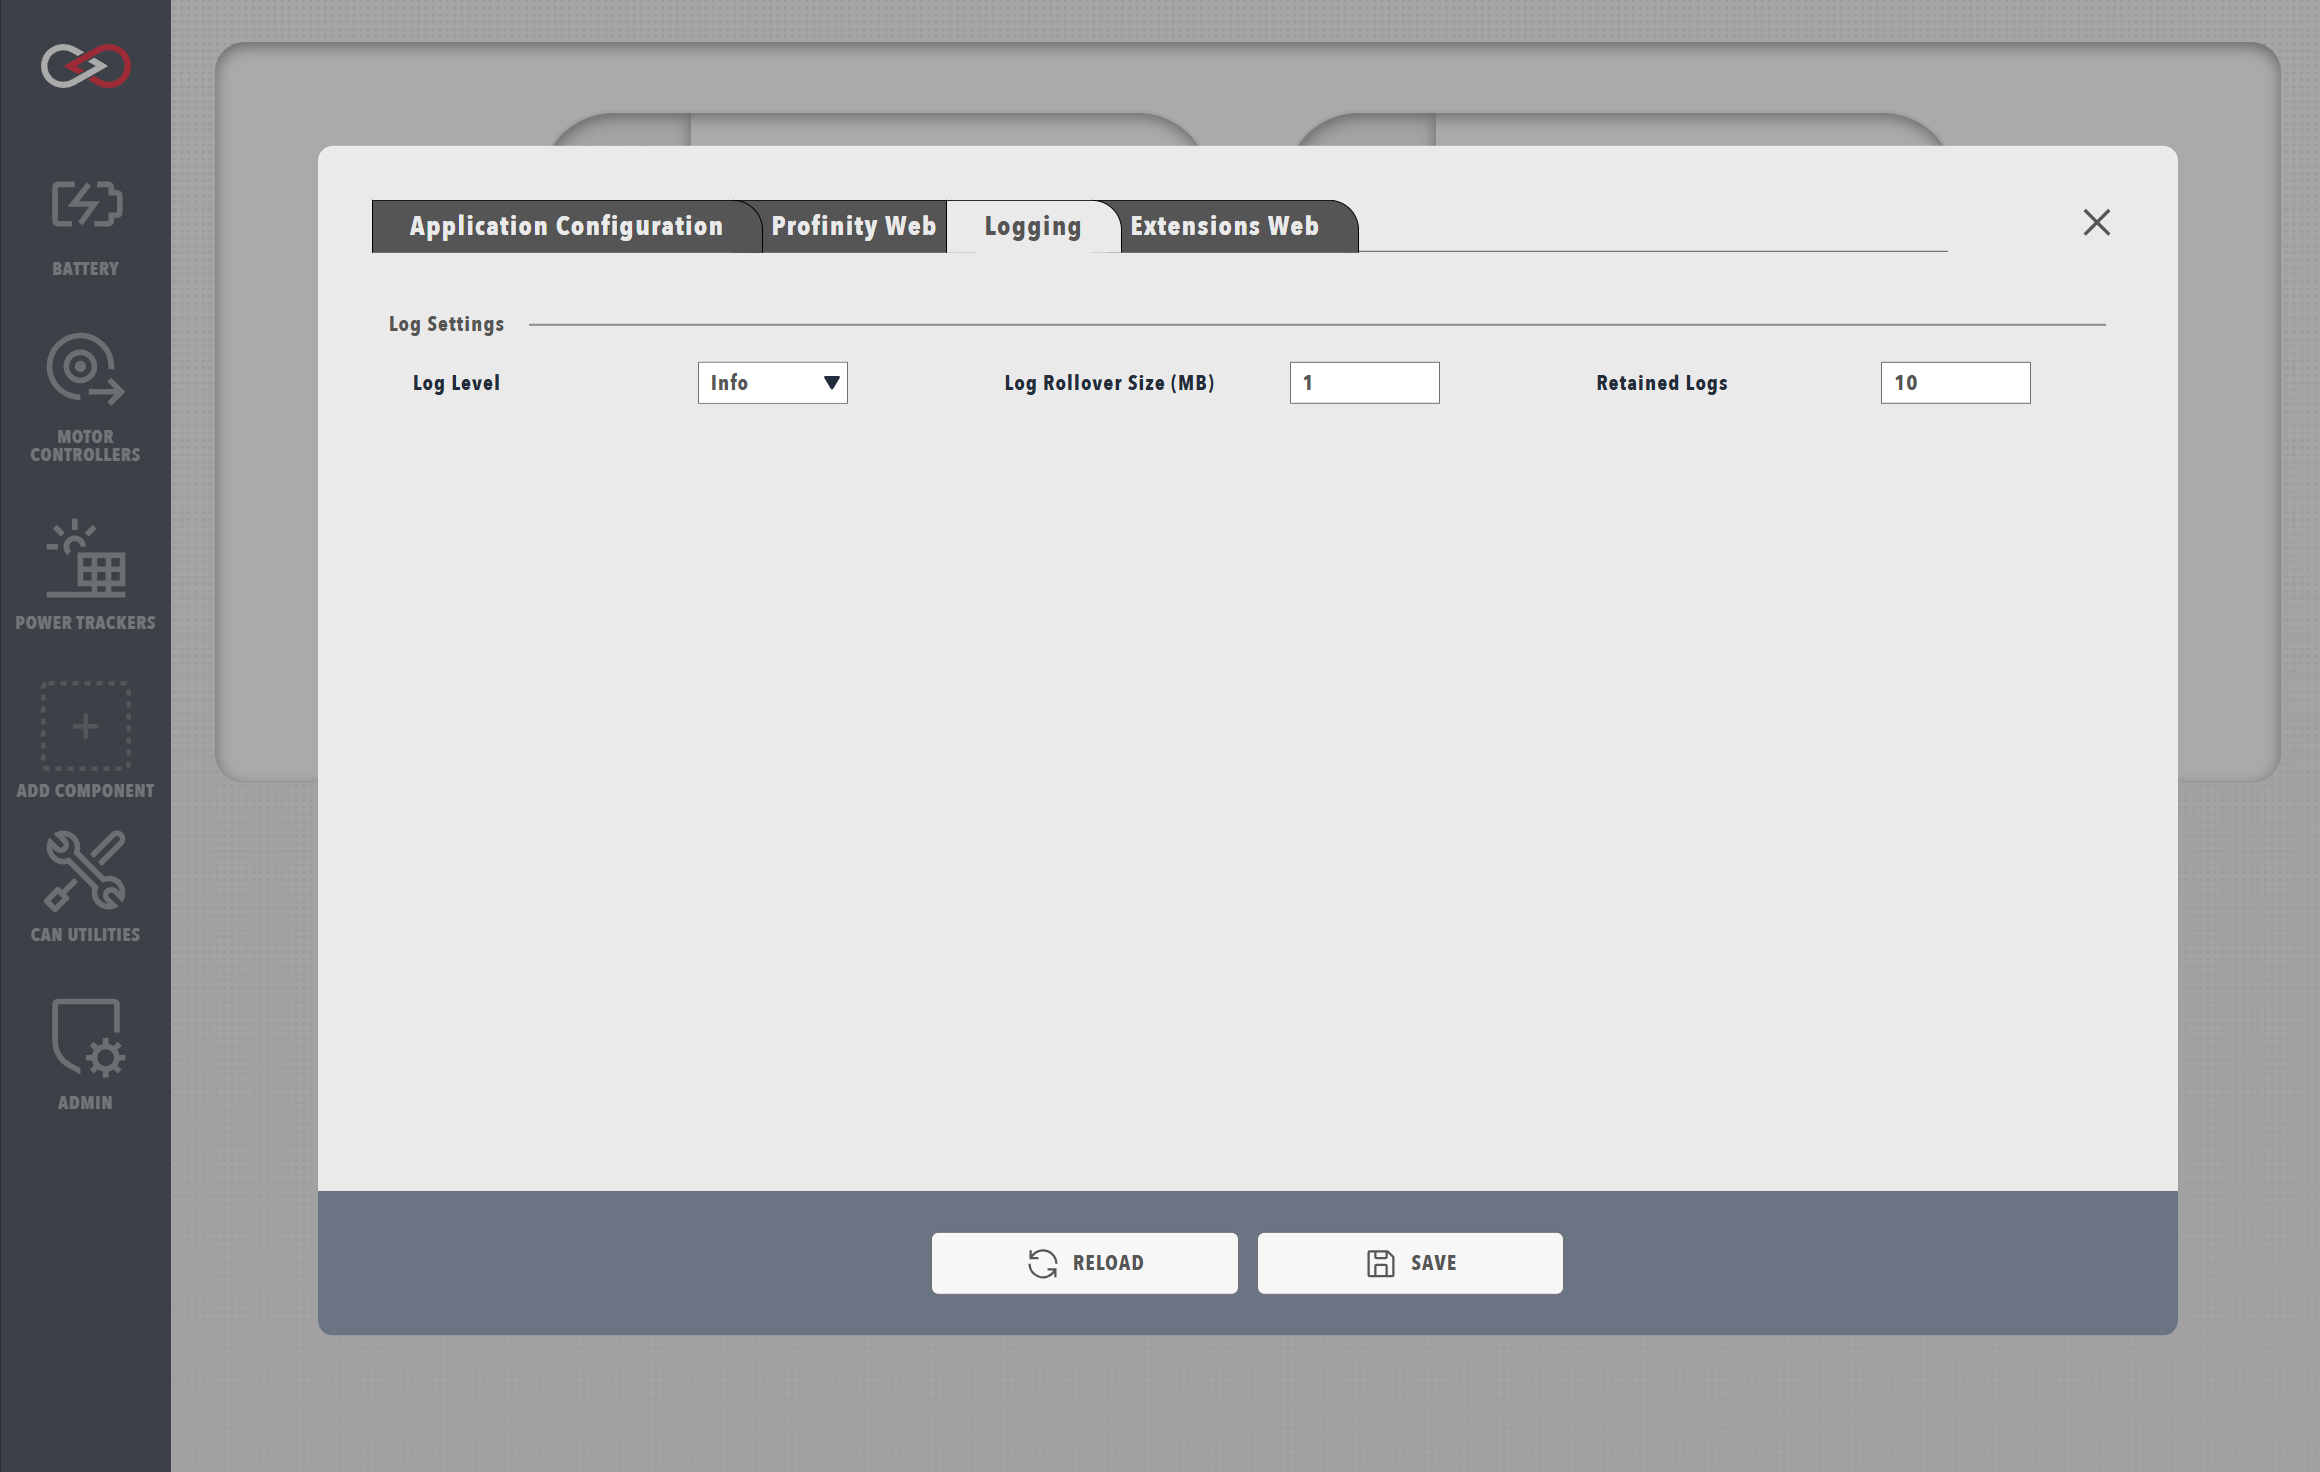 BATTERY
MOTOR
CONTROLLERS
POWER TRACKERS
ADD COMPONENT
CAN UTILITIES
ADMIN
Application Configuration Profinity Web Logging Extensions Web
Log Settings
Log Level Info Log Rollover Size (MB) 1 Retained Logs 10
RELOAD SAVE